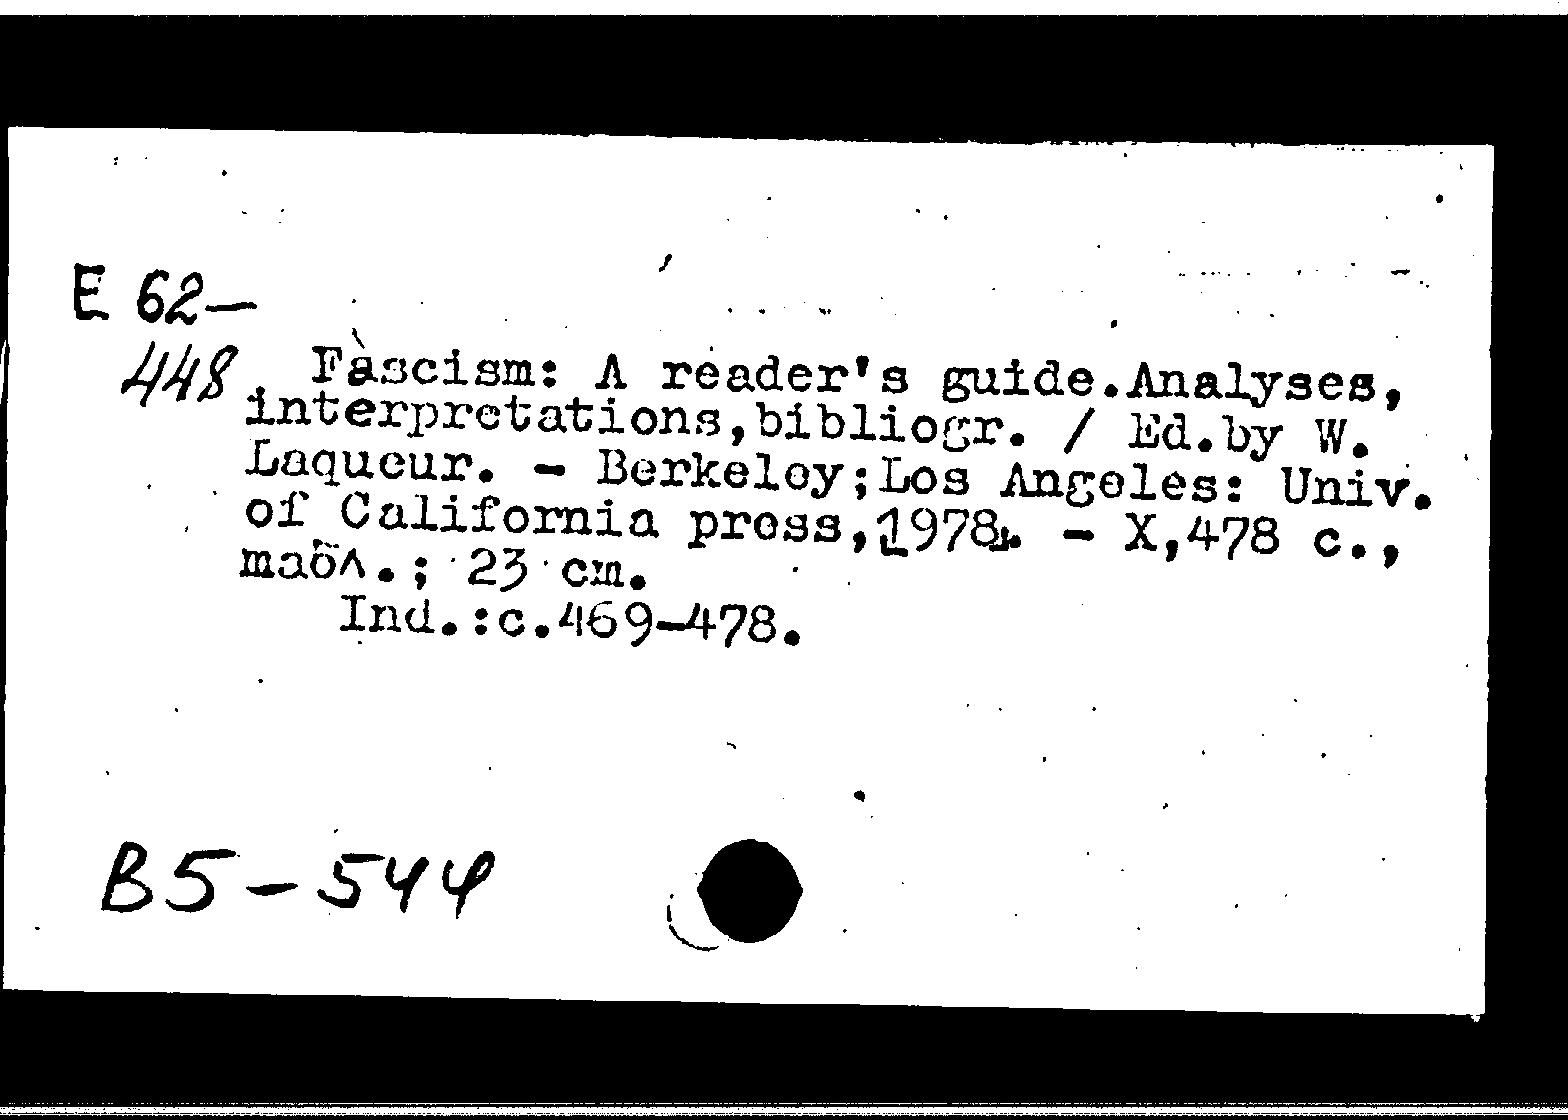 E 62-
448
Fascism: A reader's guide. Analyses,
interpretations, bibliogr. / Ed. by W.
Laqueur. - Berkeley; Los Angeles: Univ.
of California press, [1978]. - X, 478 с.,
табл.; 23 cm.
Ind.: с. 469-478.
B5-544